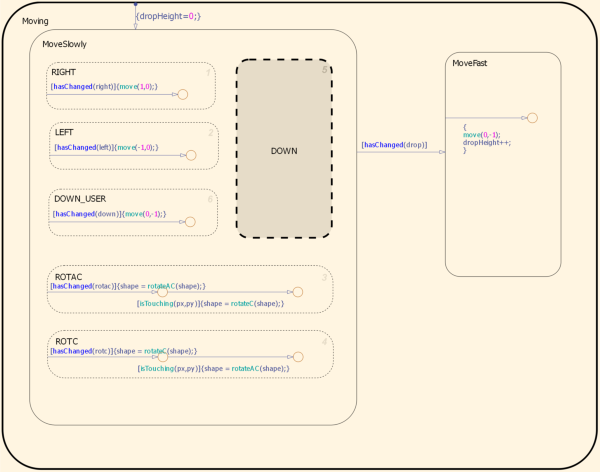 Moving
{dropHeight=0;}
MoveSlowly
RIGHT
1
[hasChanged(right)]{move(1,0);}
LEFT
2
[hasChanged(left)]{move(-1,0);}
DOWN_USER
6
[hasChanged(down)]{move(0,-1);}
5
DOWN
ROTAC
3
[hasChanged(rotac)]{shape = rotateAC(shape);}
[isTouching(px,py)]{shape = rotateC(shape);}
ROTC
4
[hasChanged(rotc)]{shape = rotateC(shape);}
[isTouching(px,py)]{shape = rotateAC(shape);}
[hasChanged(drop)]
MoveFast
{
move(0,-1);
dropHeight++;
}